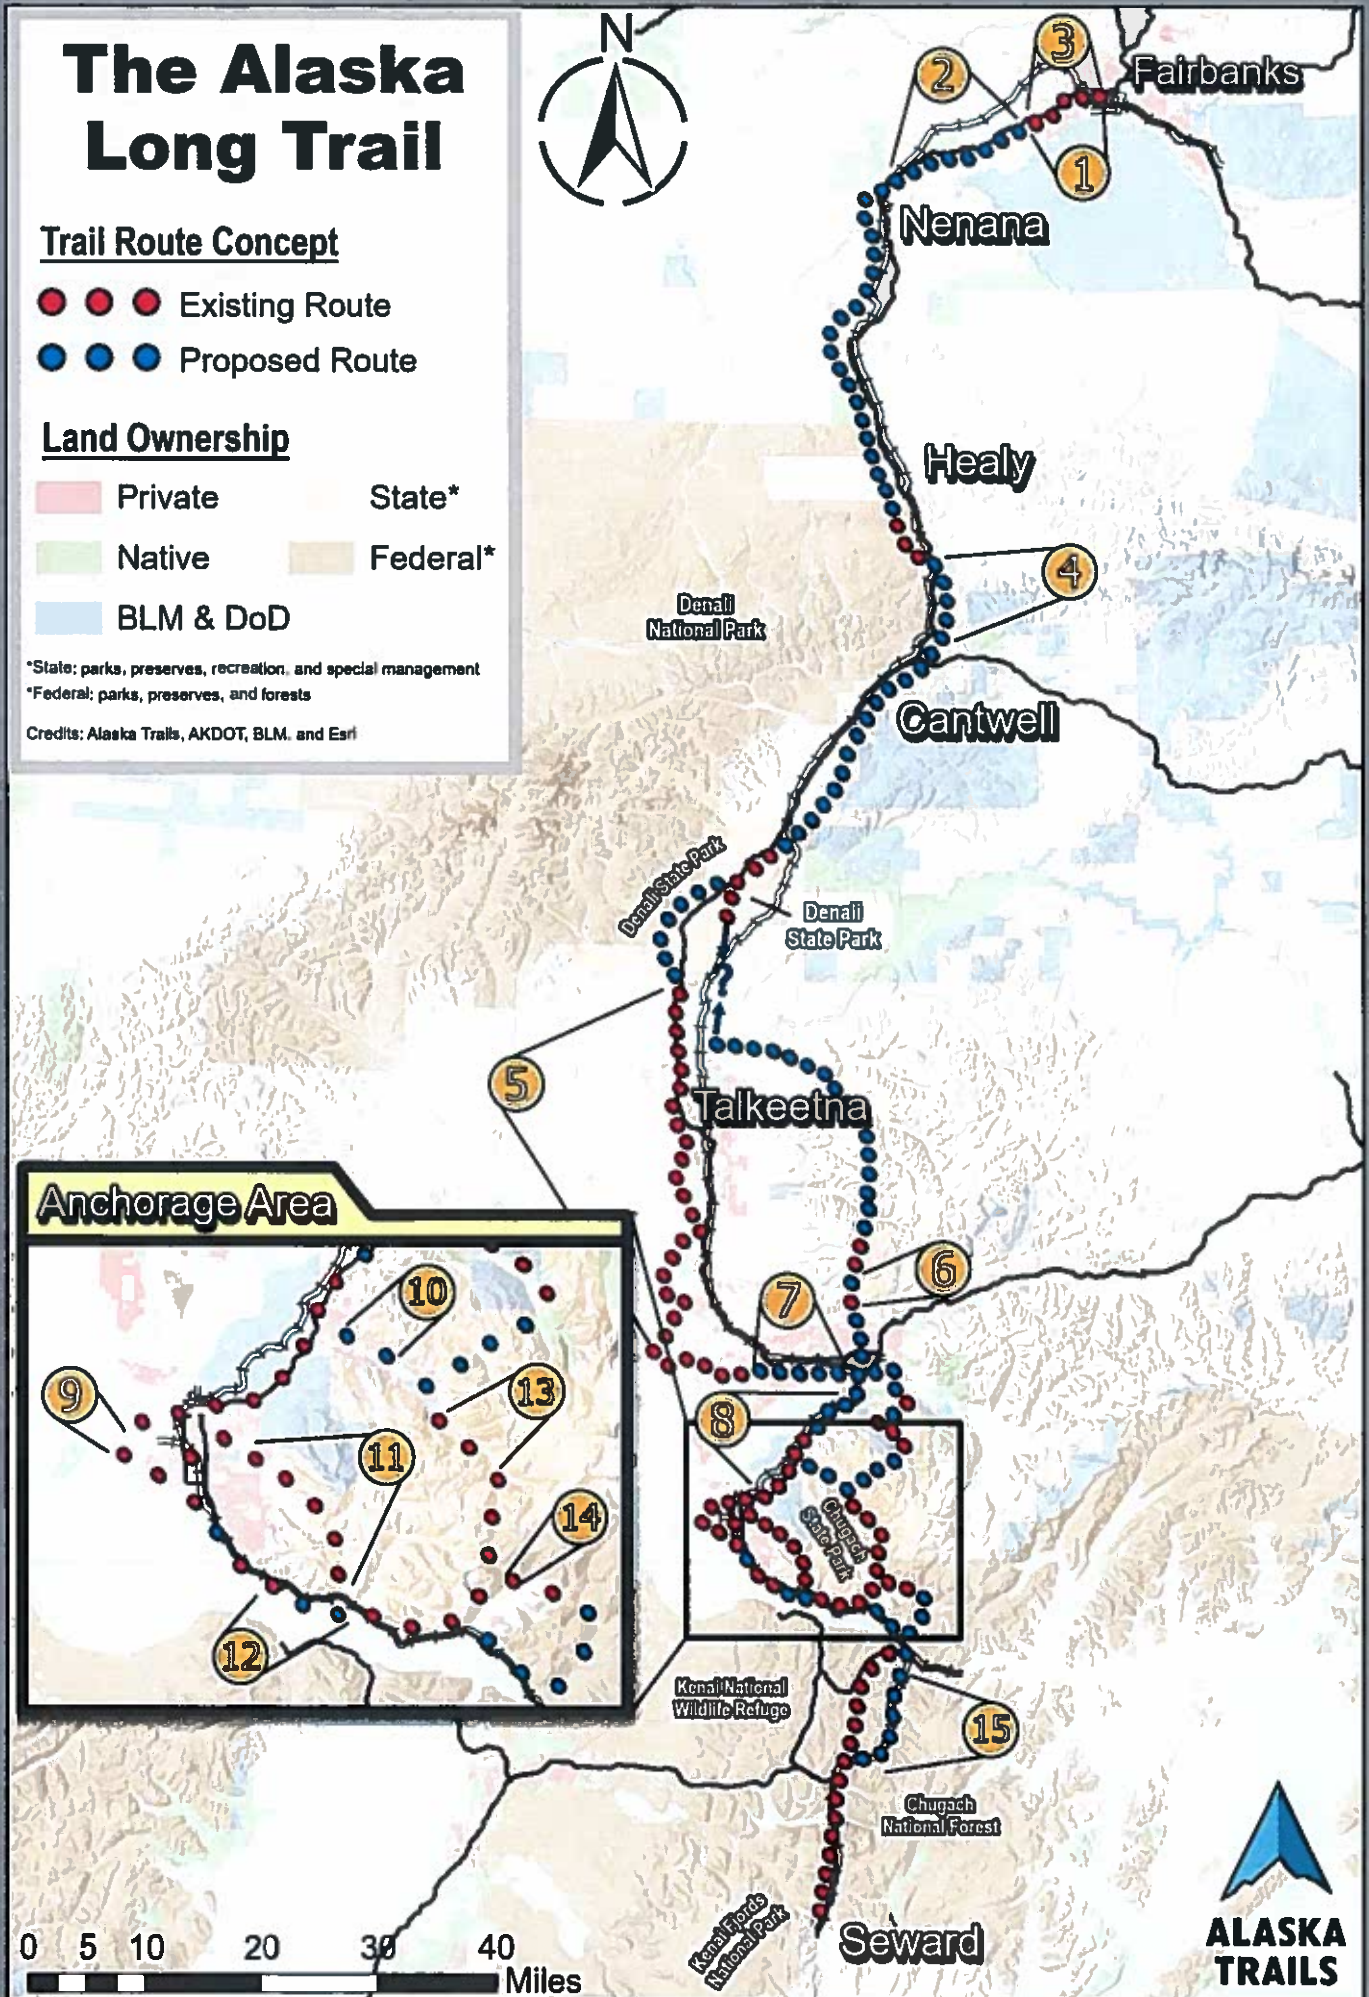 The Alaska
Long Trail
Trail Route Concept
Existing Route
Proposed Route
Land Ownership
Private
State*
Native
Federal*
BLM & DoD
*State: parks, preserves, recreation, and special management
*Federal: parks, preserves, and forests
Credits: Alaska Trails, AKDOT, BLM, and Esri
N
3
Fairbanks
2
1
Nenana
Healy
4
Denali
National Park
Cantwell
Denali State Park
Denali
State Park
?
5
Talkeetna
6
7
8
Chugach
State Park
Anchorage Area
10
9
13
11
14
12
Kenai National
Wildlife Refuge
15
Chugach
National Forest
Kenai Fjords
National Park
Seward
0 5 10 20 30 40
Miles
ALASKA
TRAILS